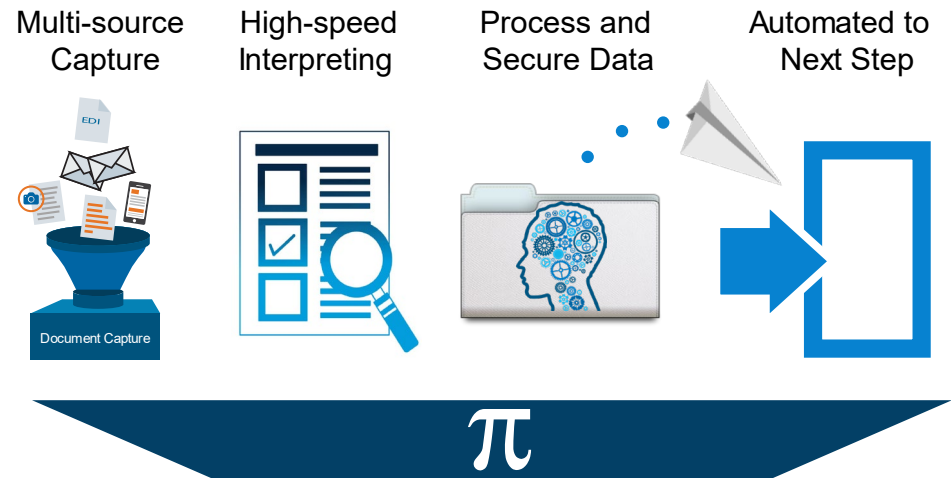 Multi-source
Capture
High-speed
Interpreting
Process and
Secure Data
Automated to
Next Step
EDI
Document Capture
π